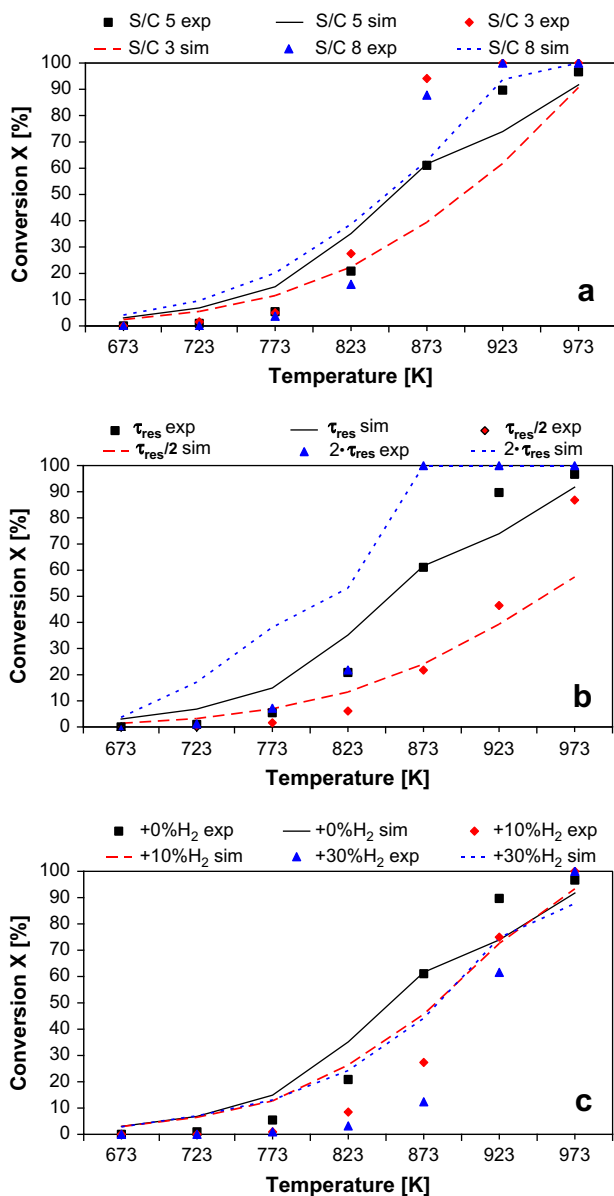 S/C 5 exp S/C 5 sim S/C 3 exp
S/C 3 sim S/C 8 exp S/C 8 sim
100
90
80
70
60
50
40
30
20
10
0
Conversion X [%]
a
673 723 773 823 873 923 973
Temperature [K]
τres exp τres sim τres/2 exp
τres/2 sim 2·τres exp 2·τres sim
100
90
80
70
60
50
40
30
20
10
0
Conversion X [%]
b
673 723 773 823 873 923 973
Temperature [K]
+0%H₂ exp +0%H₂ sim +10%H₂ exp
+10%H₂ sim +30%H₂ exp +30%H₂ sim
100
90
80
70
60
50
40
30
20
10
0
Conversion X [%]
c
673 723 773 823 873 923 973
Temperature [K]